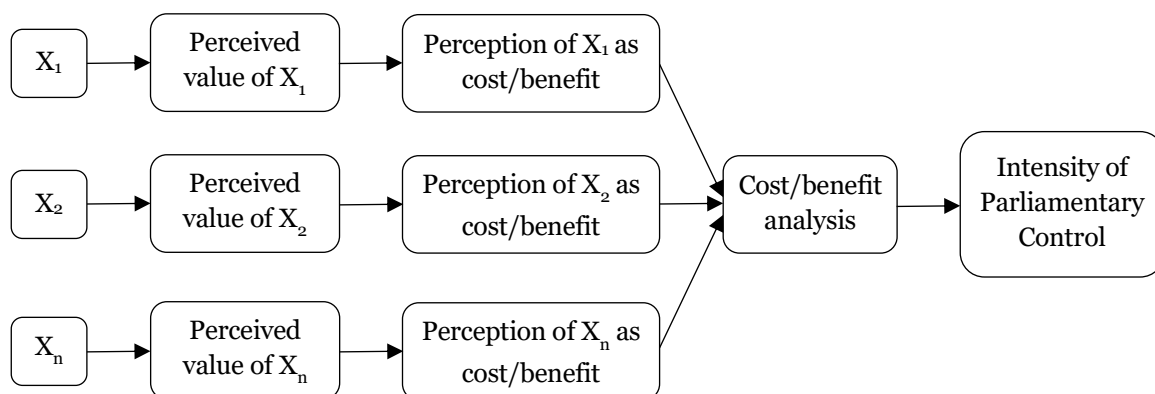 X₁
Perceived
value of X₁
Perception of X₁ as
cost/benefit
X₂
Perceived
value of X₂
Perception of X₂ as
cost/benefit
Xₙ
Perceived
value of Xₙ
Perception of Xₙ as
cost/benefit
Cost/benefit
analysis
Intensity of
Parliamentary
Control